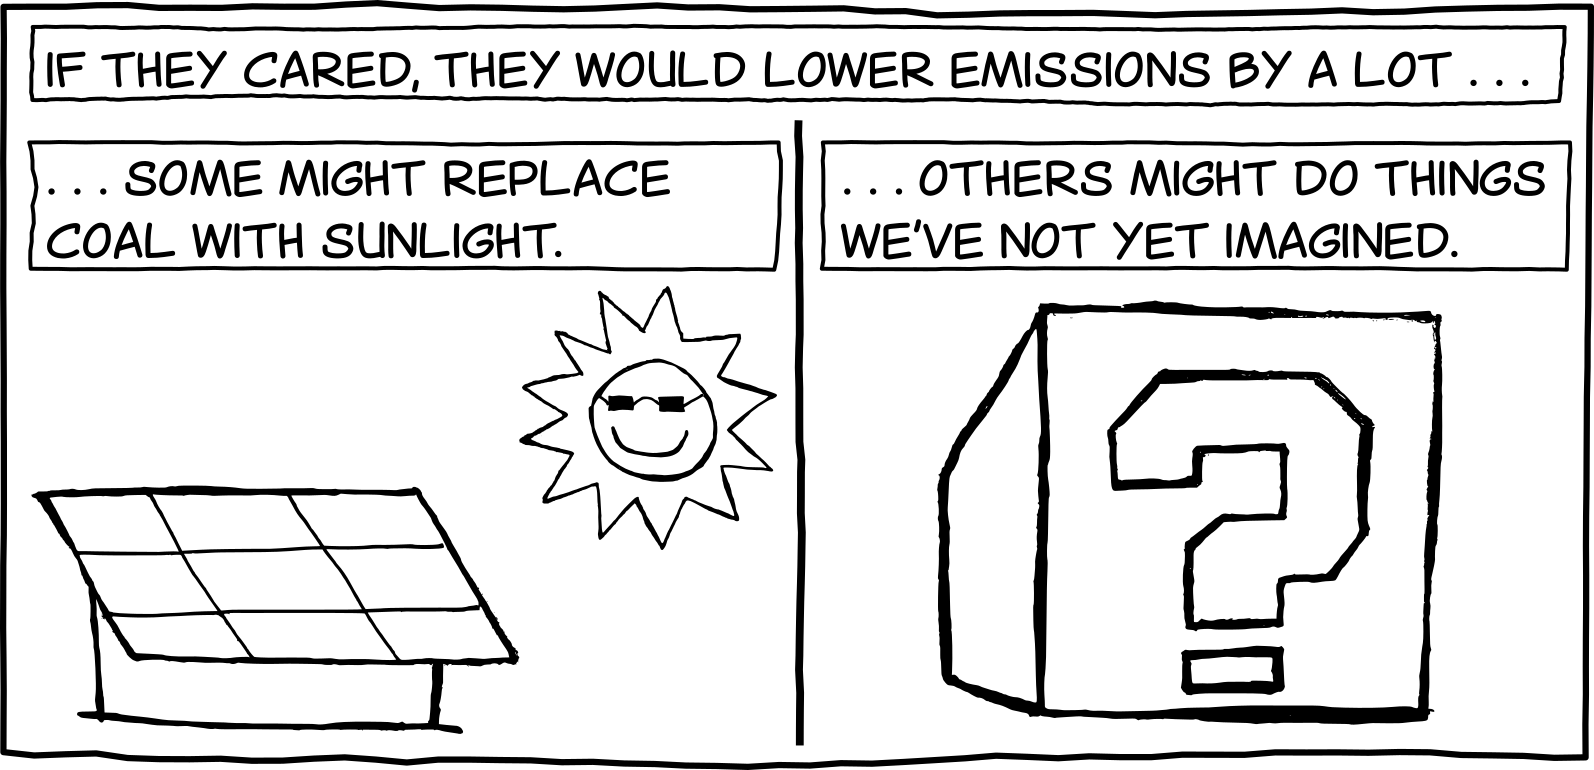 IF THEY CARED, THEY WOULD LOWER EMISSIONS BY A LOT . . .
. . . SOME MIGHT REPLACE
COAL WITH SUNLIGHT.
. . . OTHERS MIGHT DO THINGS
WE'VE NOT YET IMAGINED.
?